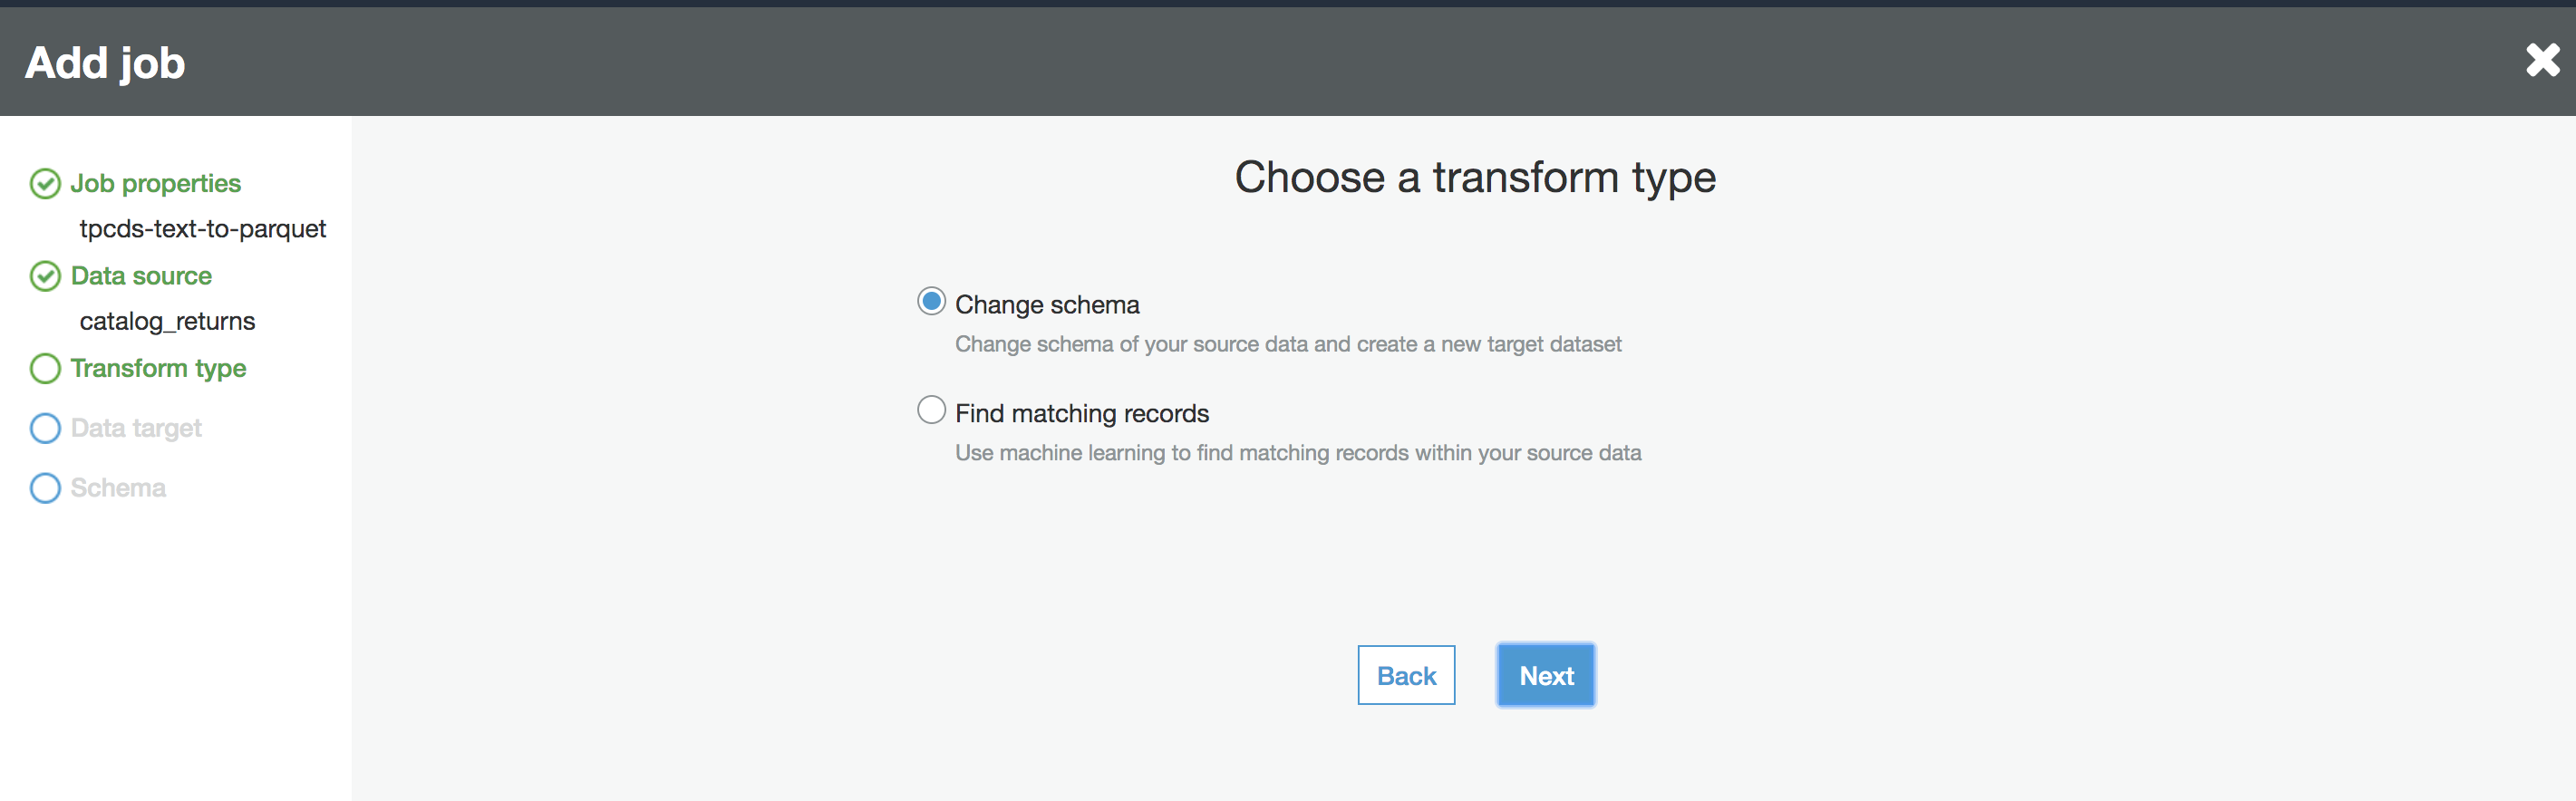 Add job
Job properties
tpcds-text-to-parquet
Data source
catalog_returns
Transform type
Data target
Schema
Choose a transform type
Change schema
Change schema of your source data and create a new target dataset
Find matching records
Use machine learning to find matching records within your source data
Back
Next